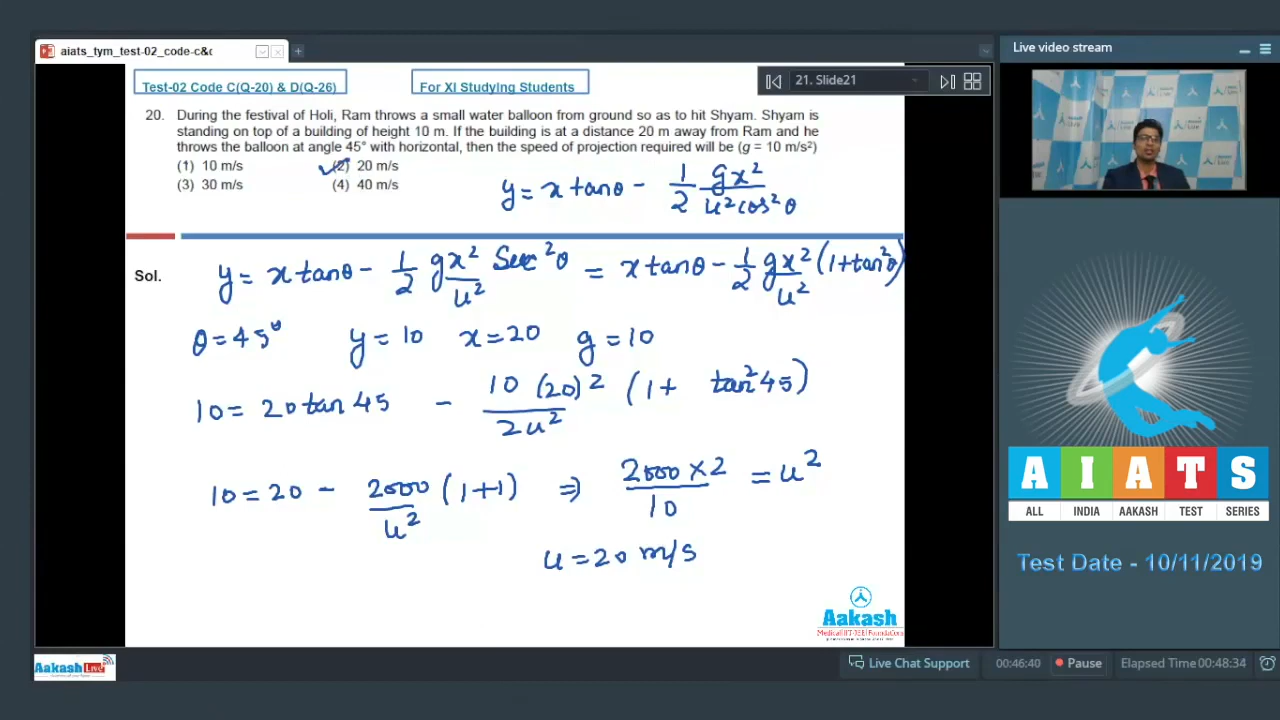 aiats_tym_test-02_code-c&c
Live video stream
Test-02 Code C(Q-20) & D(Q-26)
For XI Studying Students
21. Slide21
20. During the festival of Holi, Ram throws a small water balloon from ground so as to hit Shyam. Shyam is
standing on top of a building of height 10 m. If the building is at a distance 20 m away from Ram and he
throws the balloon at angle 45° with horizontal, then the speed of projection required will be (g = 10 m/s²)
(1) 10 m/s (2) 20 m/s
(3) 30 m/s (4) 40 m/s
y = x tanθ - 1/2 gx²/u²cos²θ
Sol. y = x tanθ - 1/2 gx²/u² Sec²θ = x tanθ - 1/2 gx²/u² (1+tan²θ)
θ = 45° y = 10 x = 20 g = 10
10 = 20 tan 45 - 10 (20)²/2u² (1+ tan²45)
10 = 20 - 2000/u² (1+1) ⇒ 2000 × 2/10 = u²
u = 20 m/s
A I A T S
ALL INDIA AAKASH TEST SERIES
Test Date - 10/11/2019
Aakash
Medical|IIT-JEE|Foundations
Aakash Live
Live Chat Support
00:46:40
Pause
Elapsed Time 00:48:34